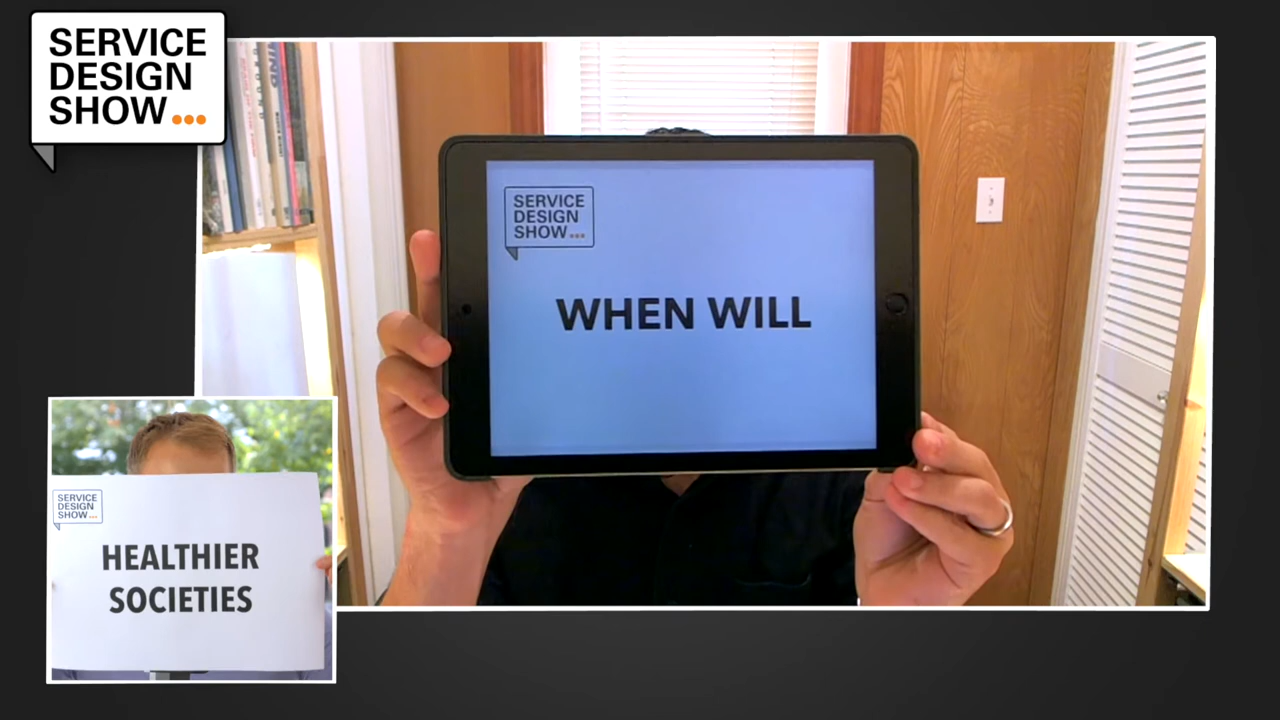 SERVICE
DESIGN
SHOW...
SERVICE
DESIGN
SHOW...
WHEN WILL
SERVICE
DESIGN
SHOW...
HEALTHIER
SOCIETIES